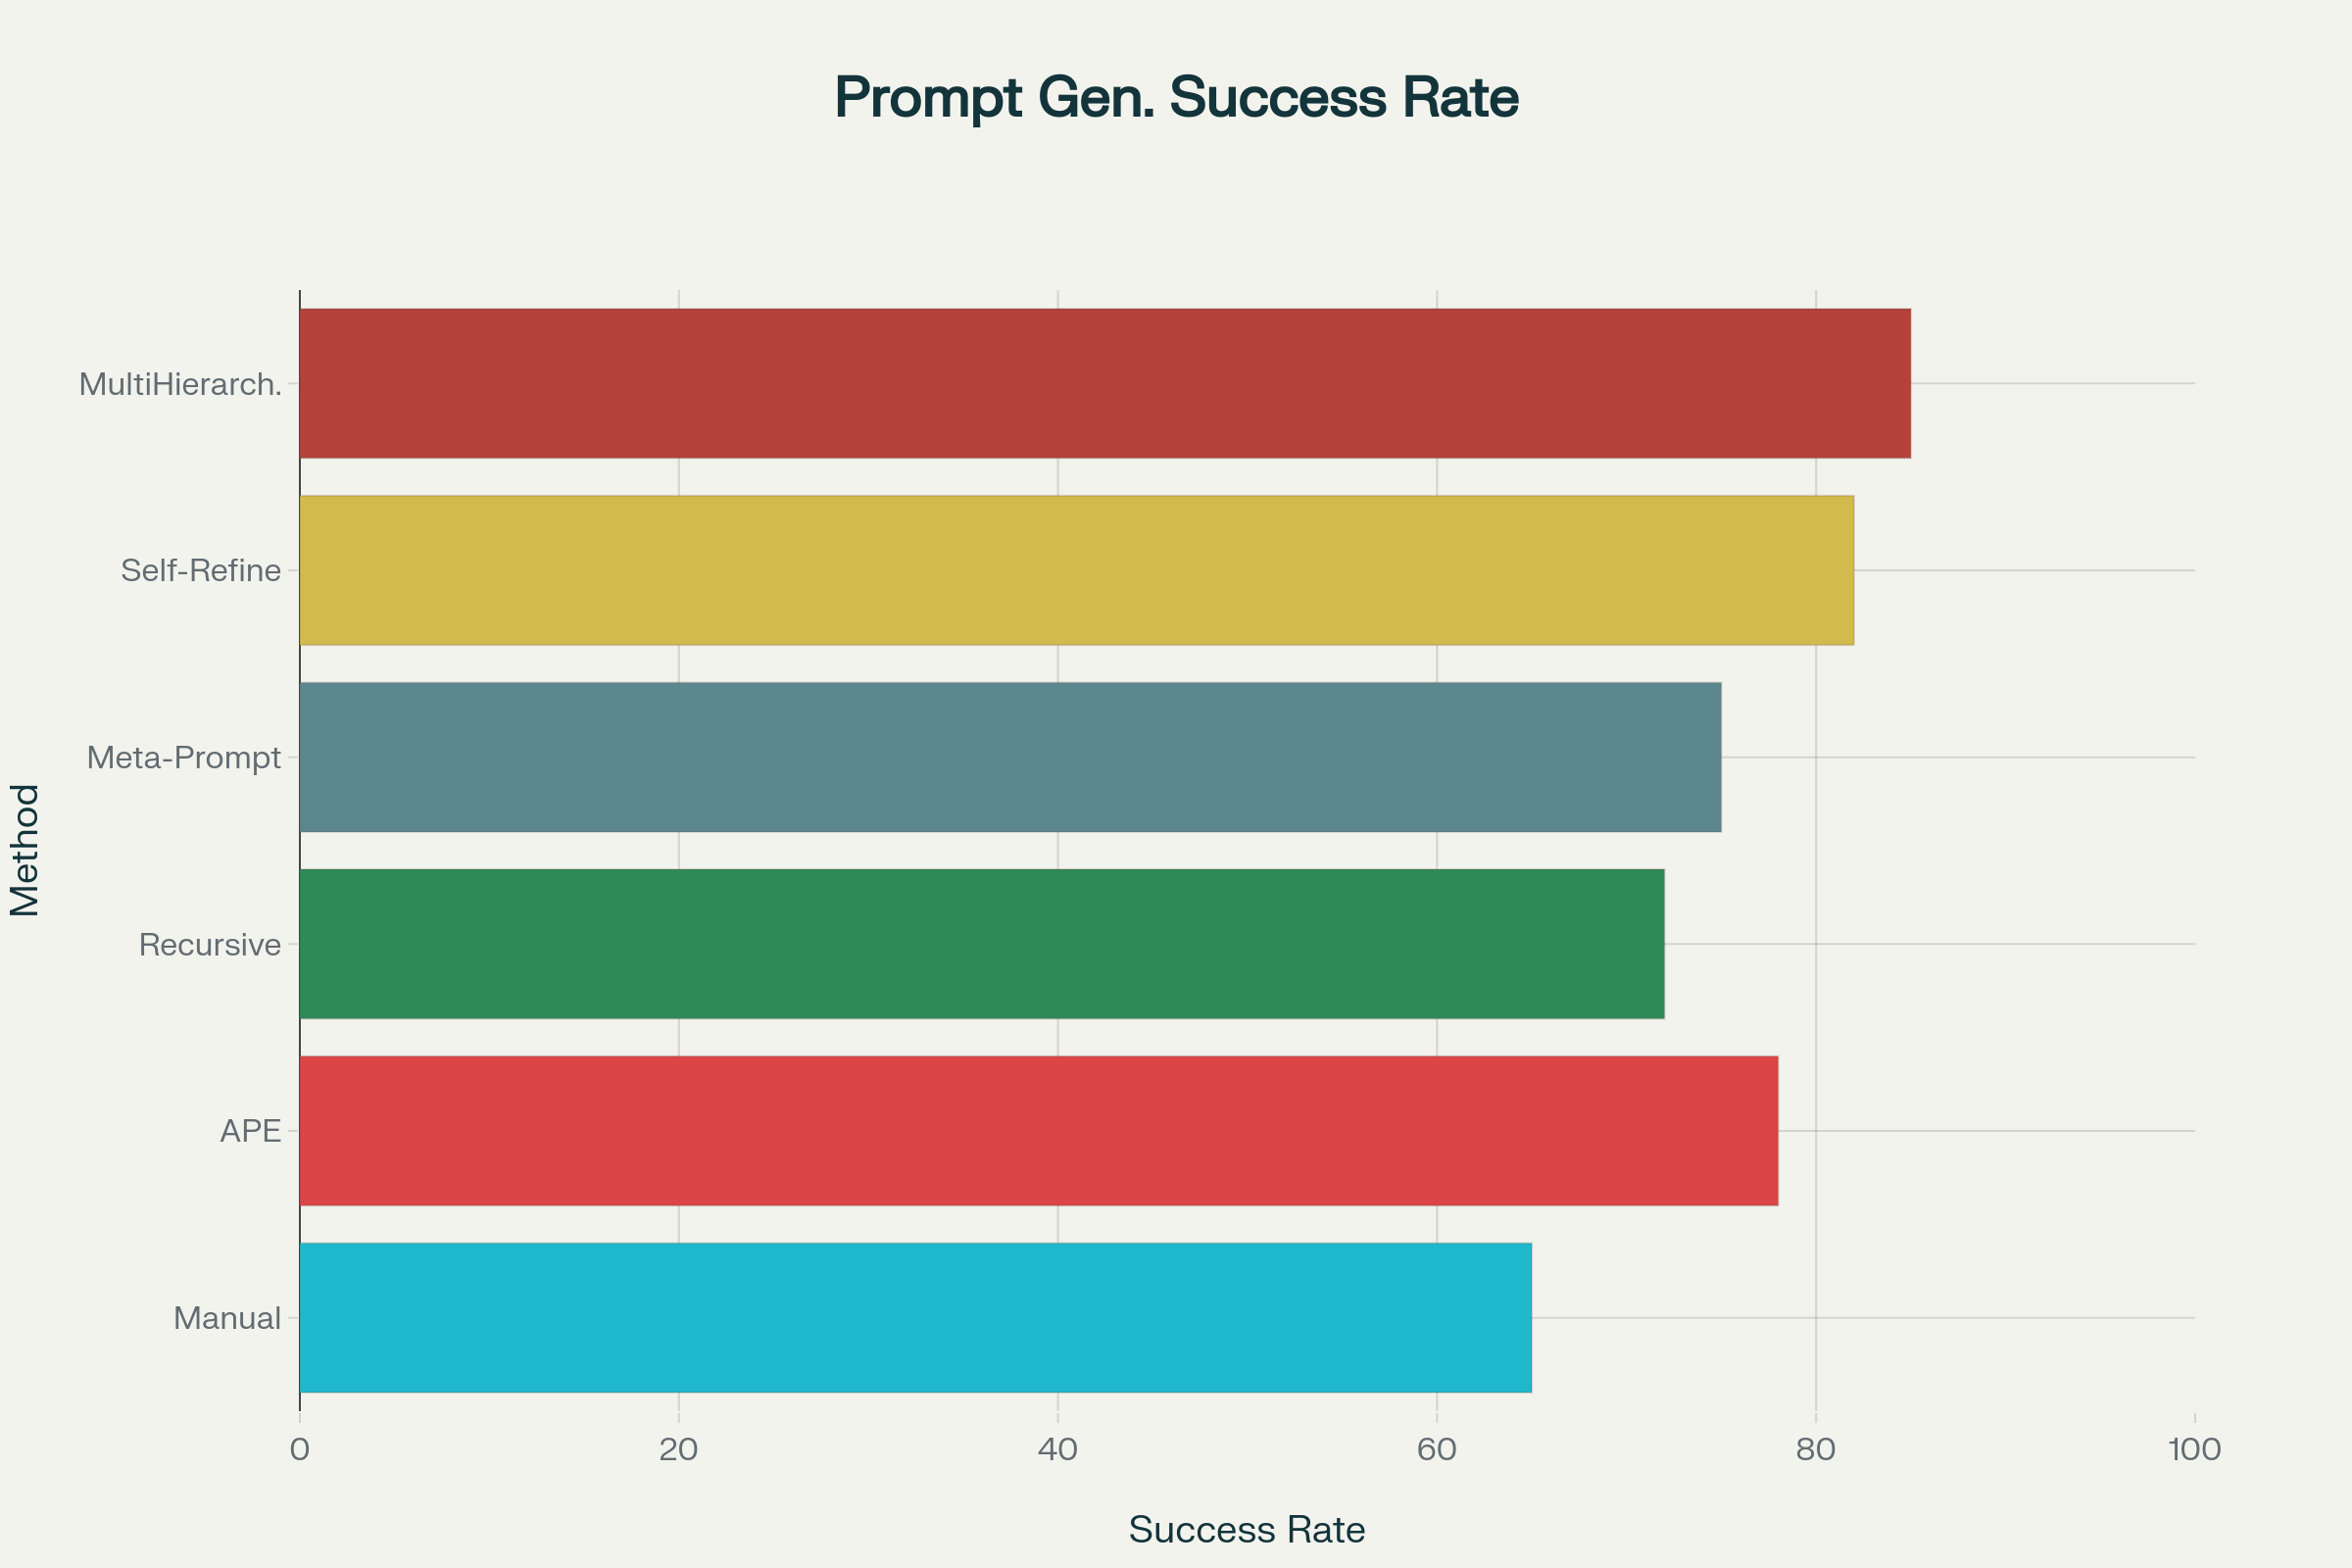 Prompt Gen. Success Rate
MultiHierarch.
Self-Refine
Meta-Prompt
Method
Recursive
APE
Manual
0 20 40 60 80 100
Success Rate